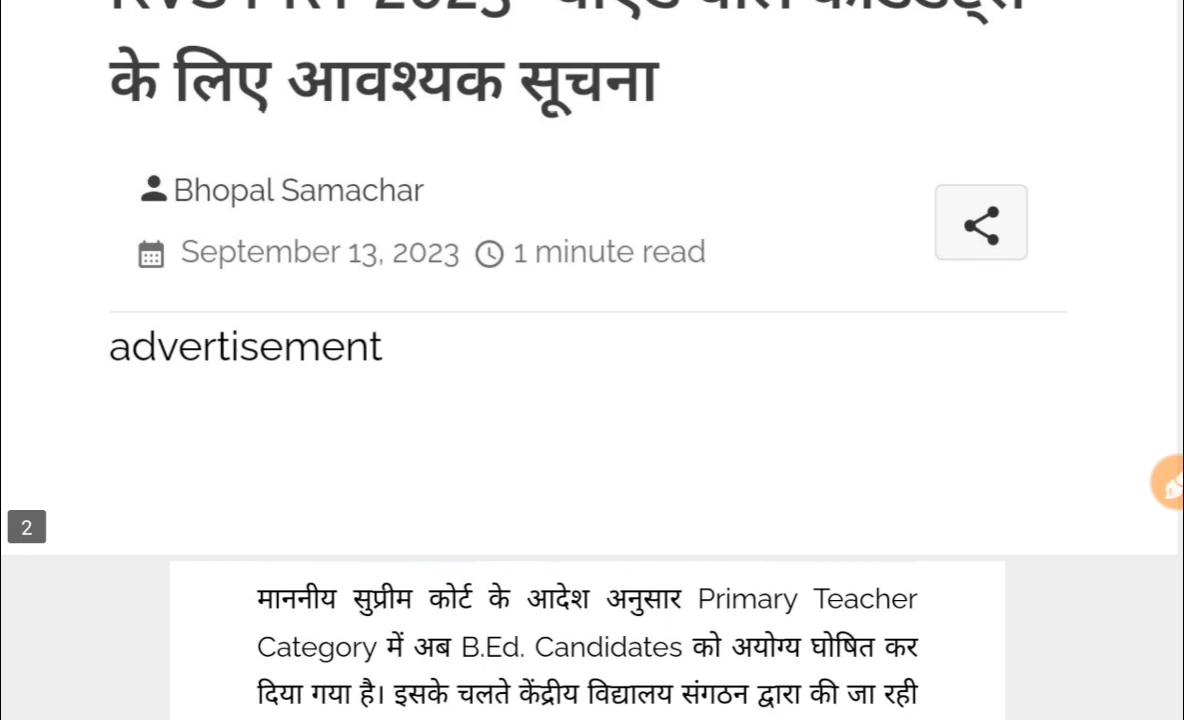 के लिए आवश्यक सूचना
Bhopal Samachar
September 13, 2023 1 minute read
advertisement
2
माननीय सुप्रीम कोर्ट के आदेश अनुसार Primary Teacher
Category में अब B.Ed. Candidates को अयोग्य घोषित कर
दिया गया है। इसके चलते केंद्रीय विद्यालय संगठन द्वारा की जा रही